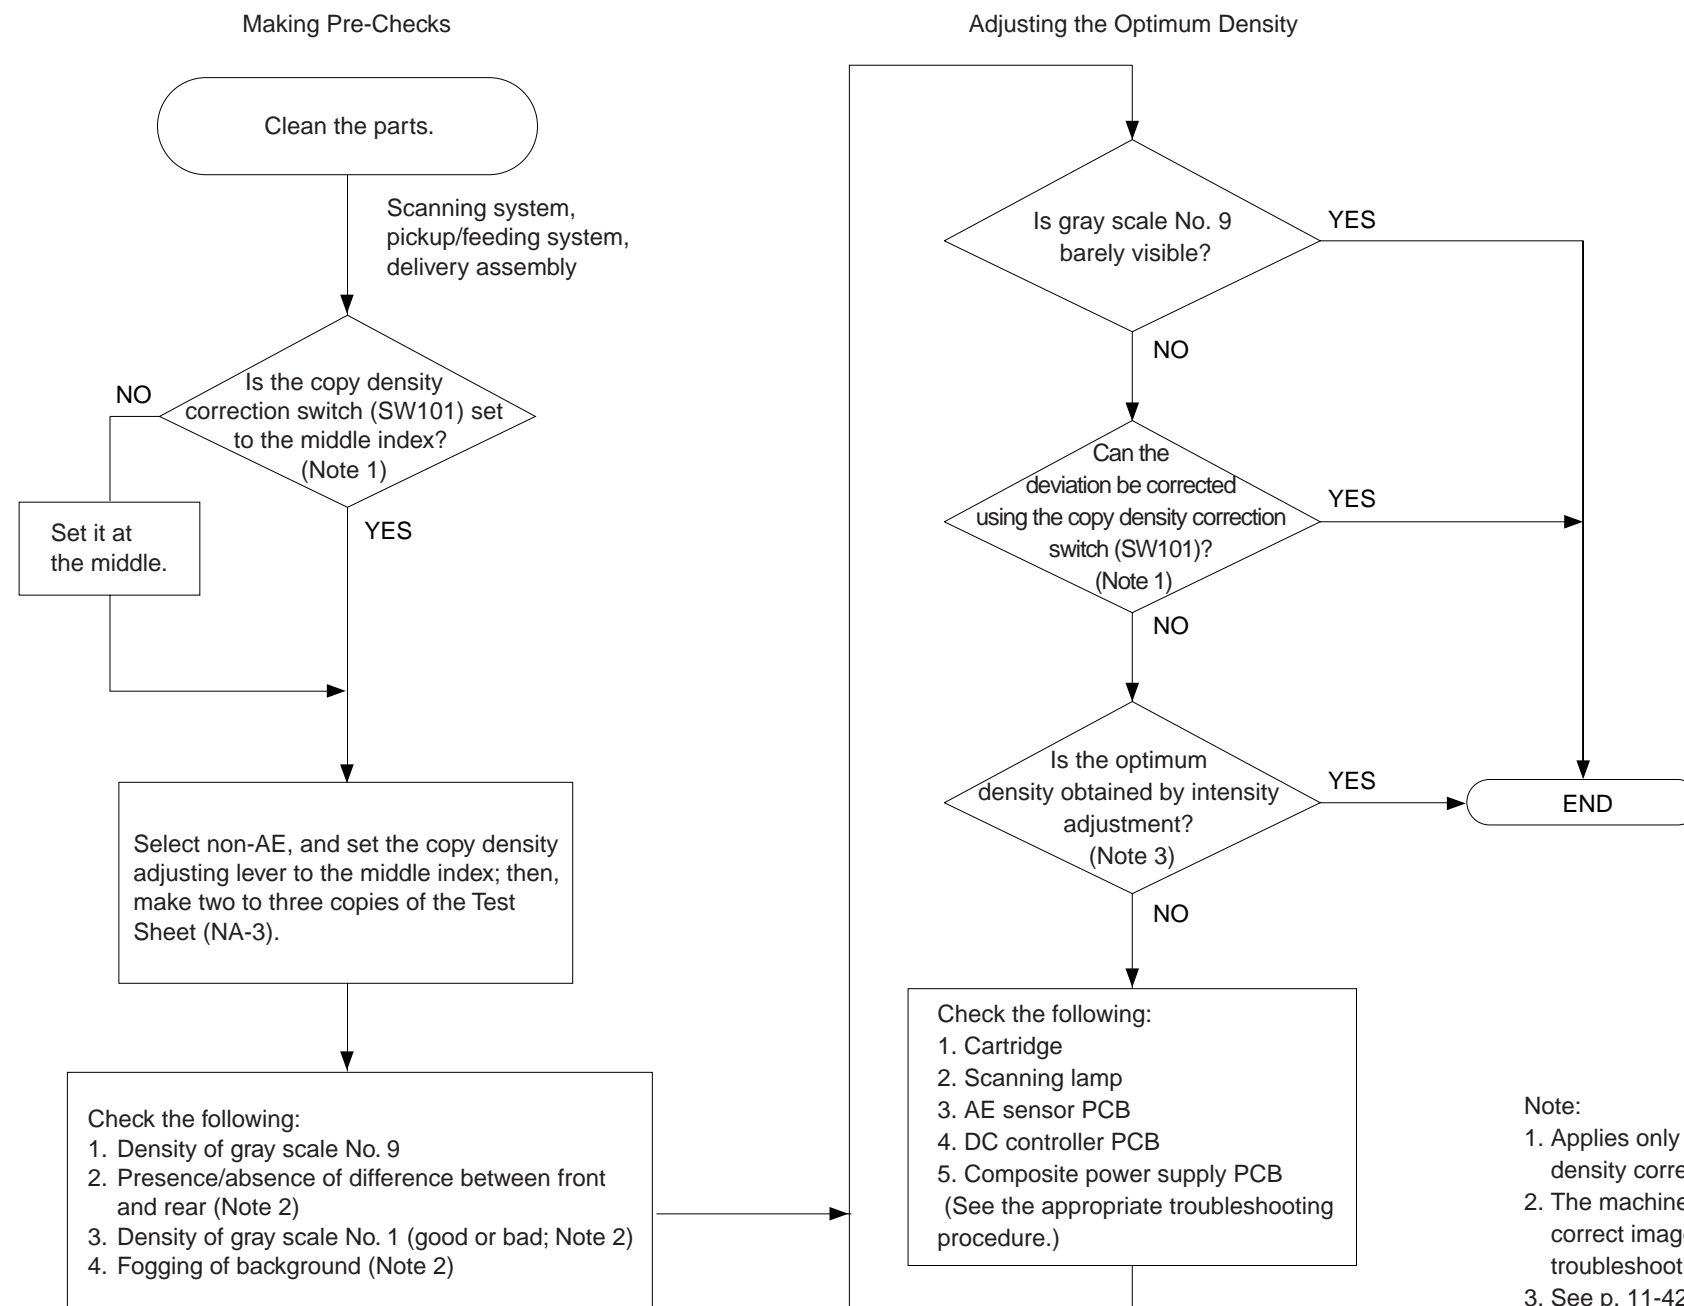 Making Pre-Checks
Clean the parts.
Scanning system,
pickup/feeding system,
delivery assembly
Is the copy density
correction switch (SW101) set
to the middle index?
(Note 1)
NO
YES
Set it at
the middle.
Select non-AE, and set the copy density
adjusting lever to the middle index; then,
make two to three copies of the Test
Sheet (NA-3).
Check the following:
1. Density of gray scale No. 9
2. Presence/absence of difference between front
and rear (Note 2)
3. Density of gray scale No. 1 (good or bad; Note 2)
4. Fogging of background (Note 2)
Adjusting the Optimum Density
Is gray scale No. 9
barely visible?
YES
NO
Can the
deviation be corrected
using the copy density correction
switch (SW101)?
(Note 1)
YES
NO
Is the optimum
density obtained by intensity
adjustment?
(Note 3)
YES
NO
END
Check the following:
1. Cartridge
2. Scanning lamp
3. AE sensor PCB
4. DC controller PCB
5. Composite power supply PCB
(See the appropriate troubleshooting
procedure.)
Note:
1. Applies only
density
2. The machine
correct
3. See p. 11-42